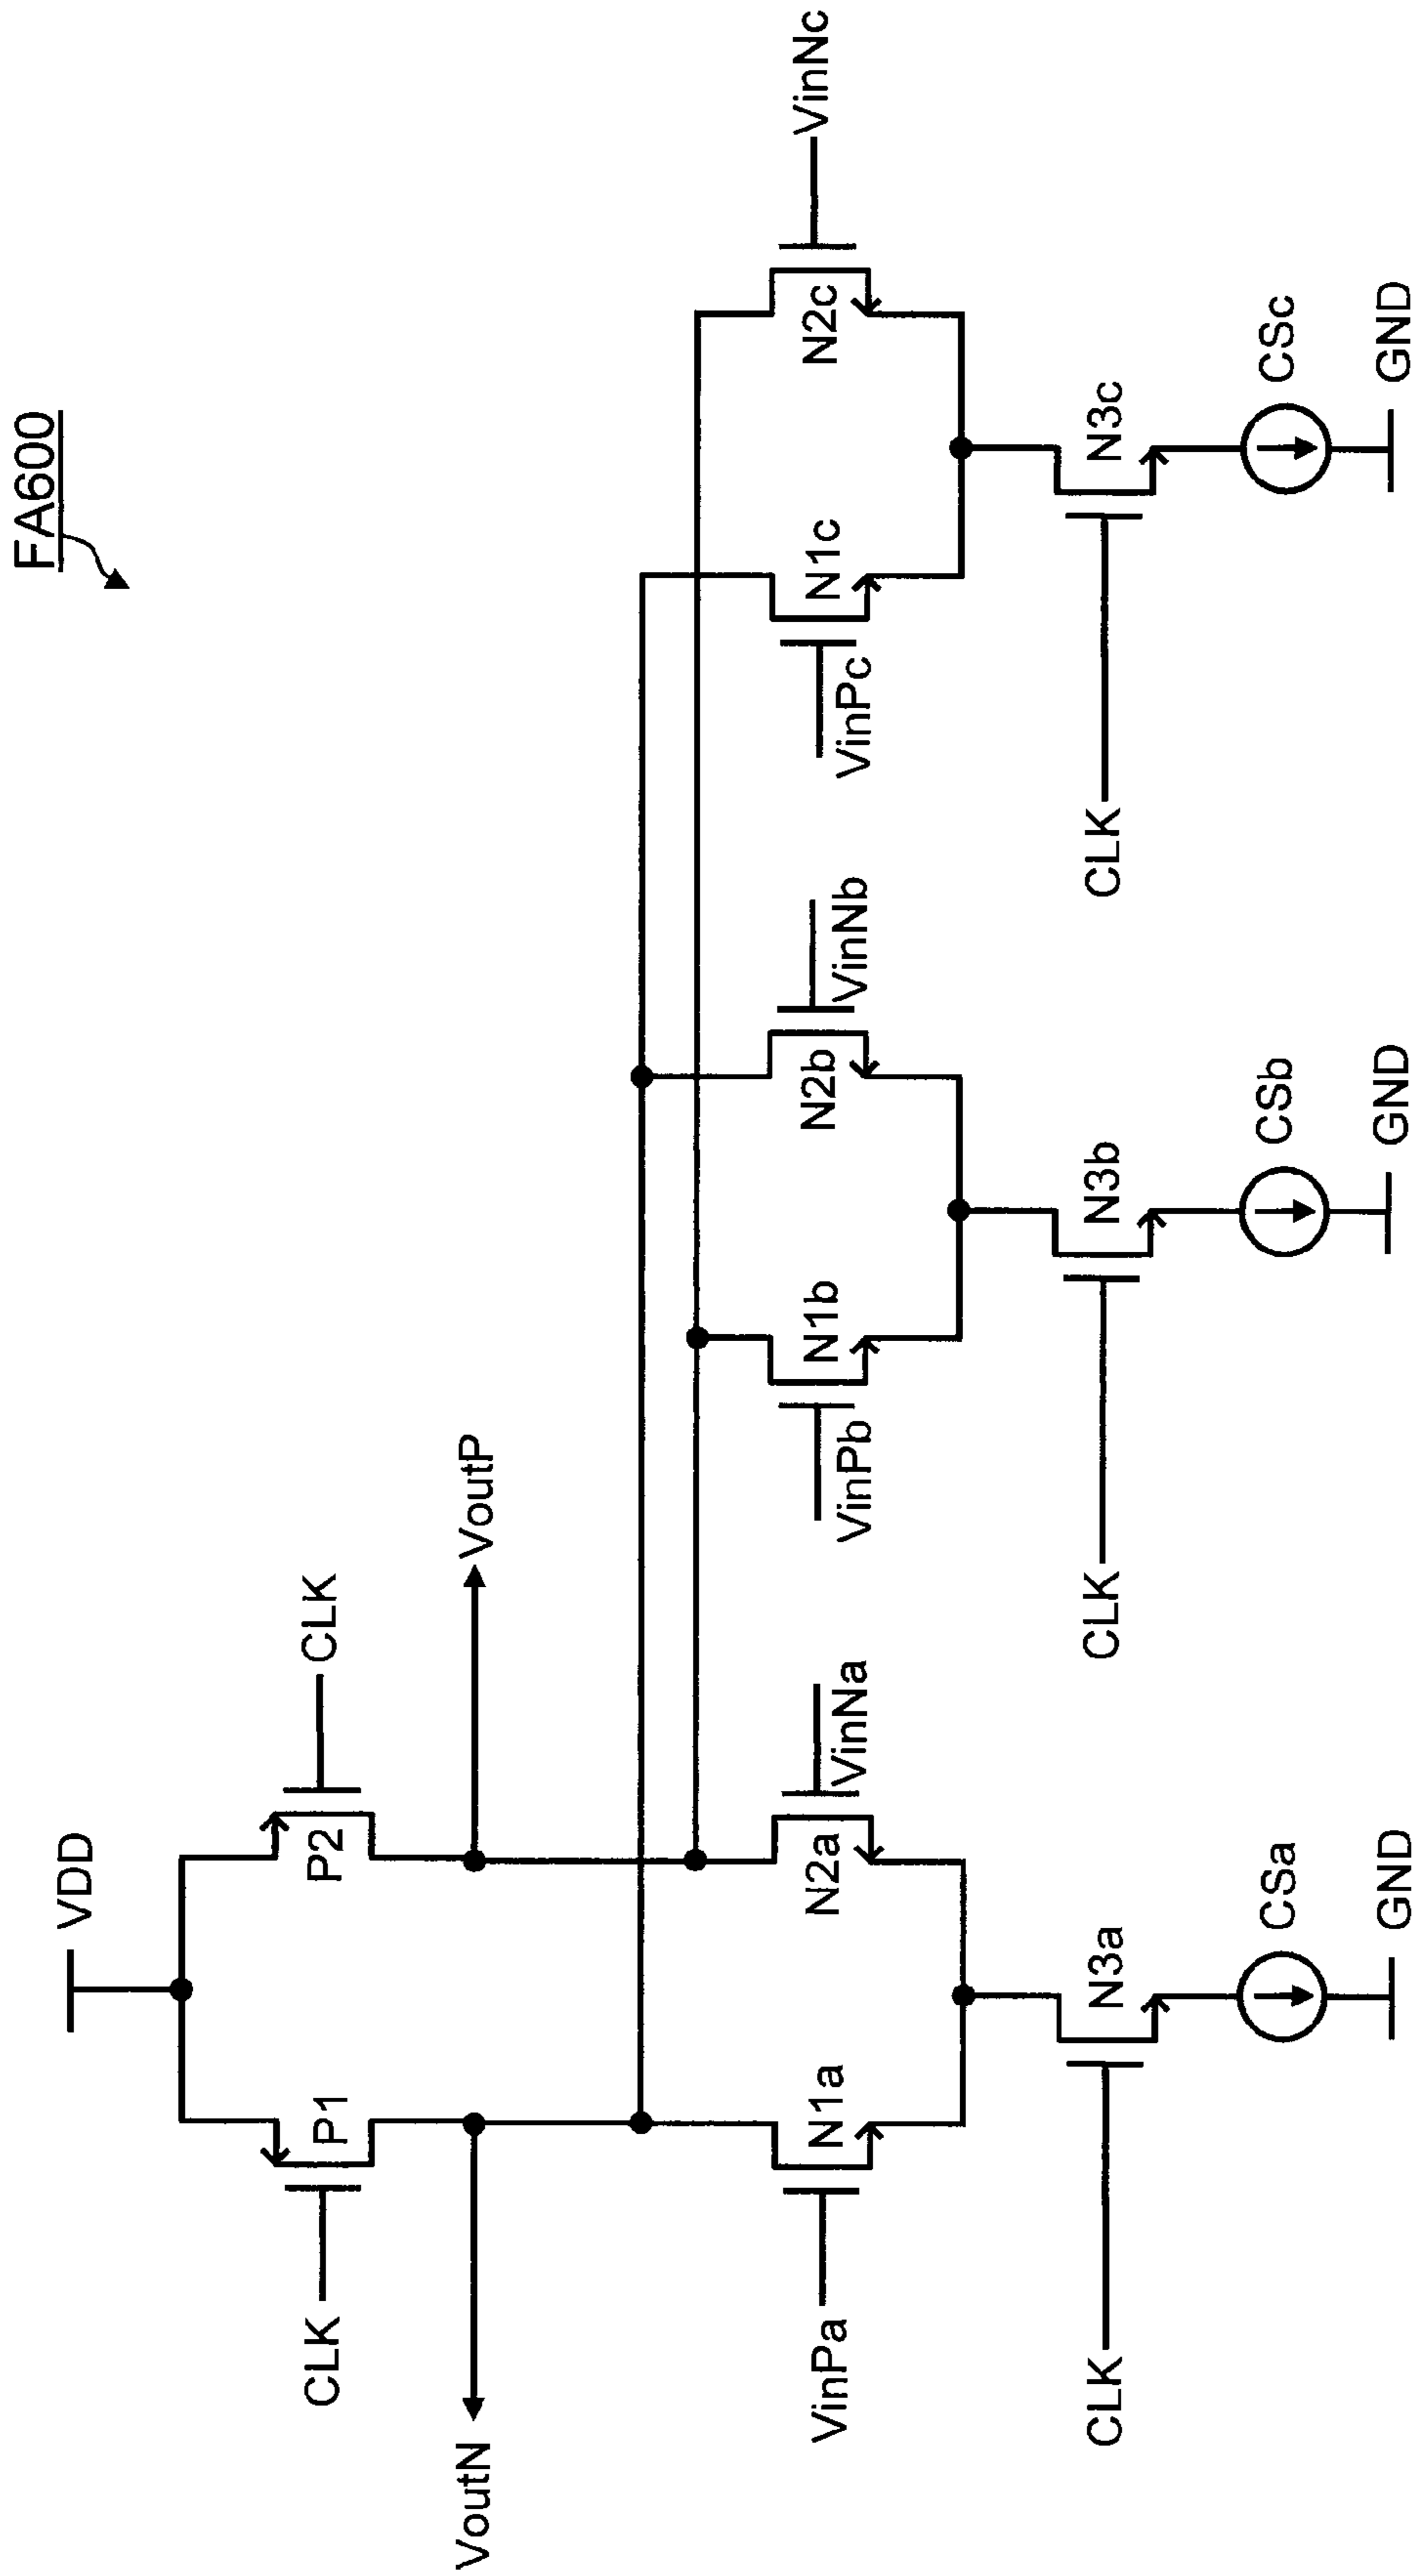 FA600
VDD
CLK
P1
P2
CLK
VoutN
VoutP
VinPa
N1a
N2a
VinNa
VinPb
N1b
N2b
VinNb
VinPc
N1c
N2c
VinNc
CLK
N3a
CLK
N3b
CLK
N3c
CSa
CSb
CSc
GND
GND
GND